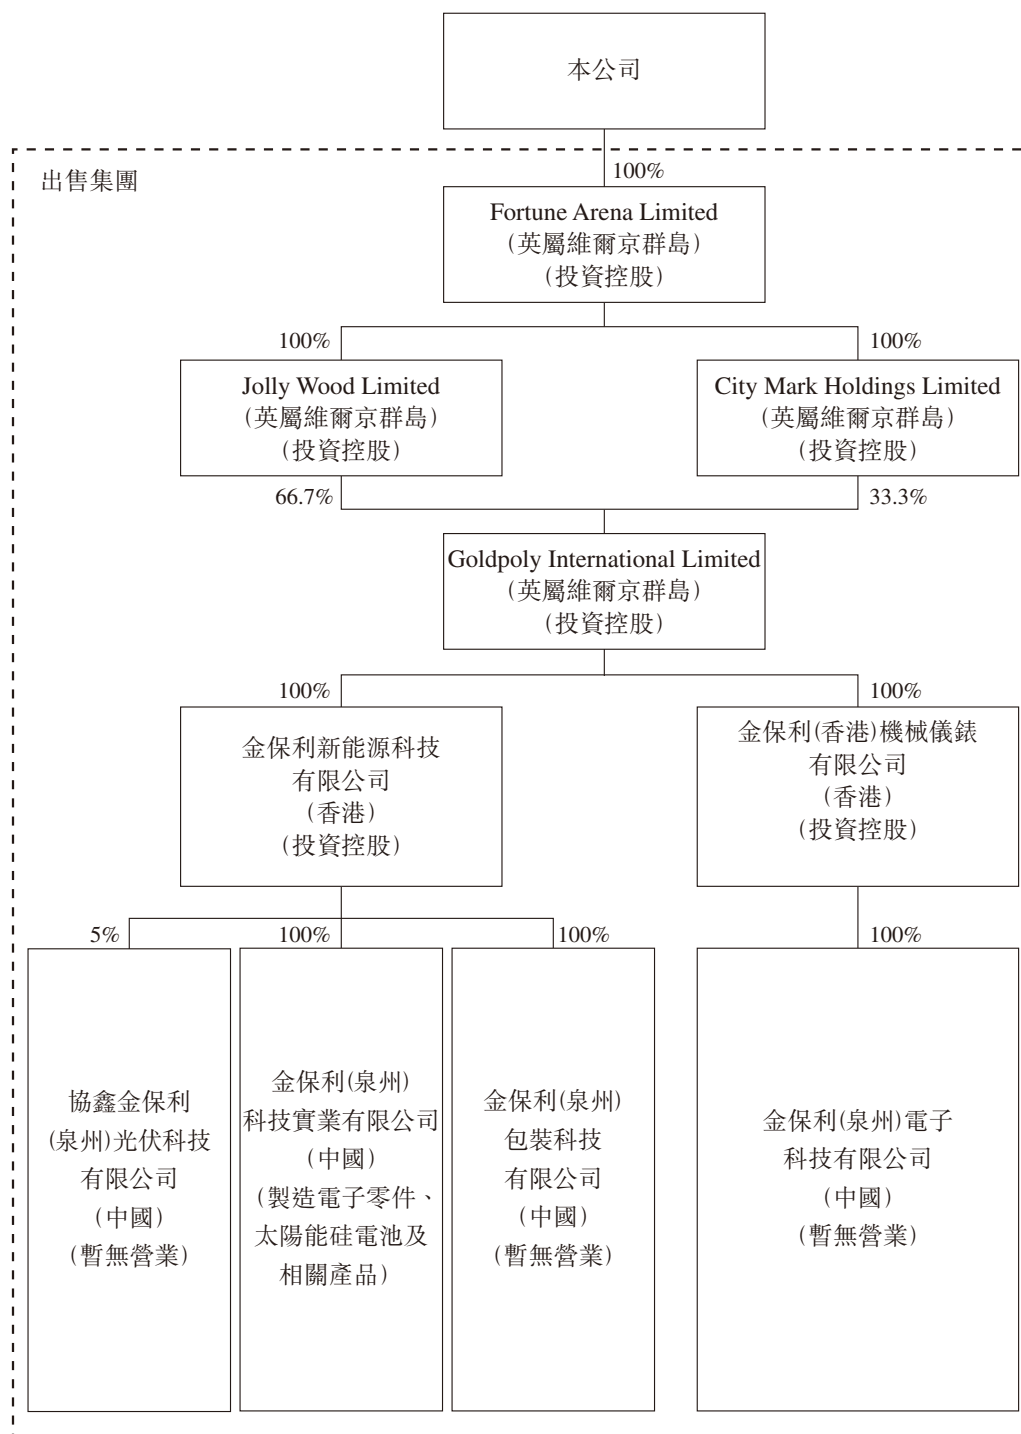 本公司
出售集團
100%
Fortune Arena Limited
(英屬維爾京群島)
(投資控股)
100%
100%
Jolly Wood Limited
(英屬維爾京群島)
(投資控股)
City Mark Holdings Limited
(英屬維爾京群島)
(投資控股)
66.7%
33.3%
Goldpoly International Limited
(英屬維爾京群島)
(投資控股)
100%
100%
金保利新能源科技
有限公司
(香港)
(投資控股)
金保利(香港)機械儀錶
有限公司
(香港)
(投資控股)
5%
100%
100%
100%
協鑫金保利
(泉州)光伏科技
有限公司
(中國)
(暫無營業)
金保利(泉州)
科技實業有限公司
(中國)
(製造電子零件、
太陽能硅電池及
相關產品)
金保利(泉州)
包裝科技
有限公司
(中國)
(暫無營業)
金保利(泉州)電子
科技有限公司
(中國)
(暫無營業)